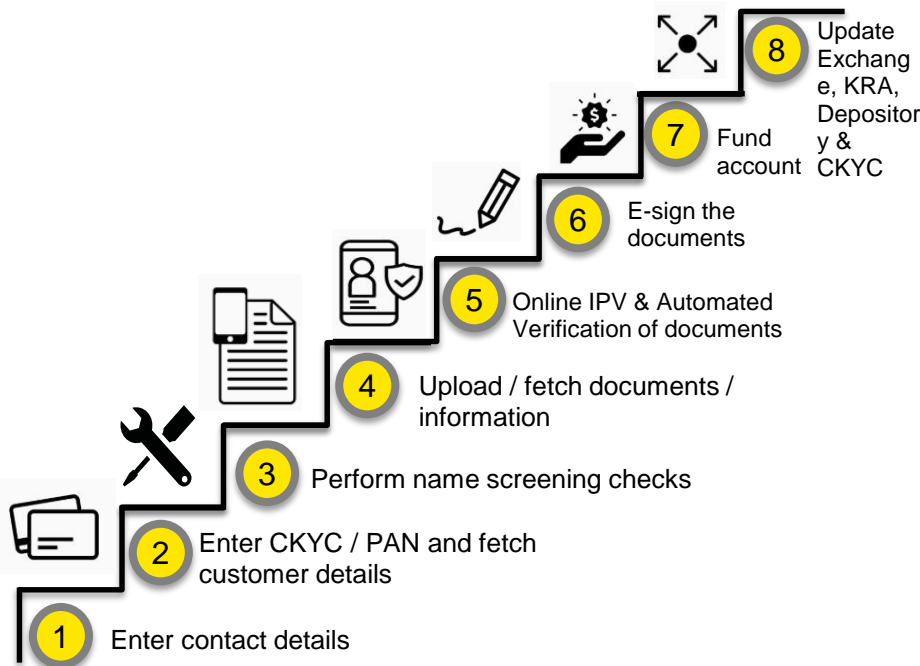 8
Update
Exchang
e, KRA,
Depositor
y &
CKYC
7
Fund
account
6
E-sign the
documents
5
Online IPV & Automated
Verification of documents
4
Upload / fetch documents /
information
3
Perform name screening checks
2
Enter CKYC / PAN and fetch
customer details
1
Enter contact details
$